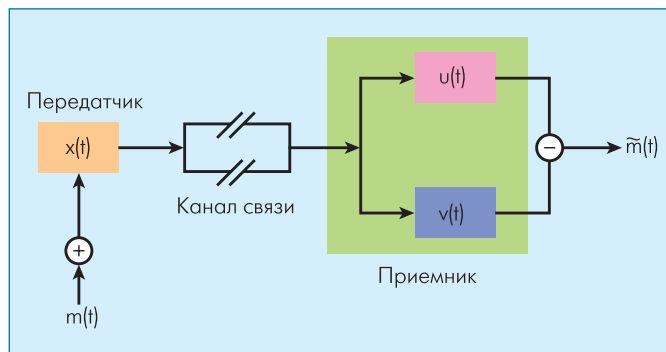 Передатчик
x(t)
+
m(t)
Канал связи
u(t)
v(t)
Приемник
−
m̃(t)